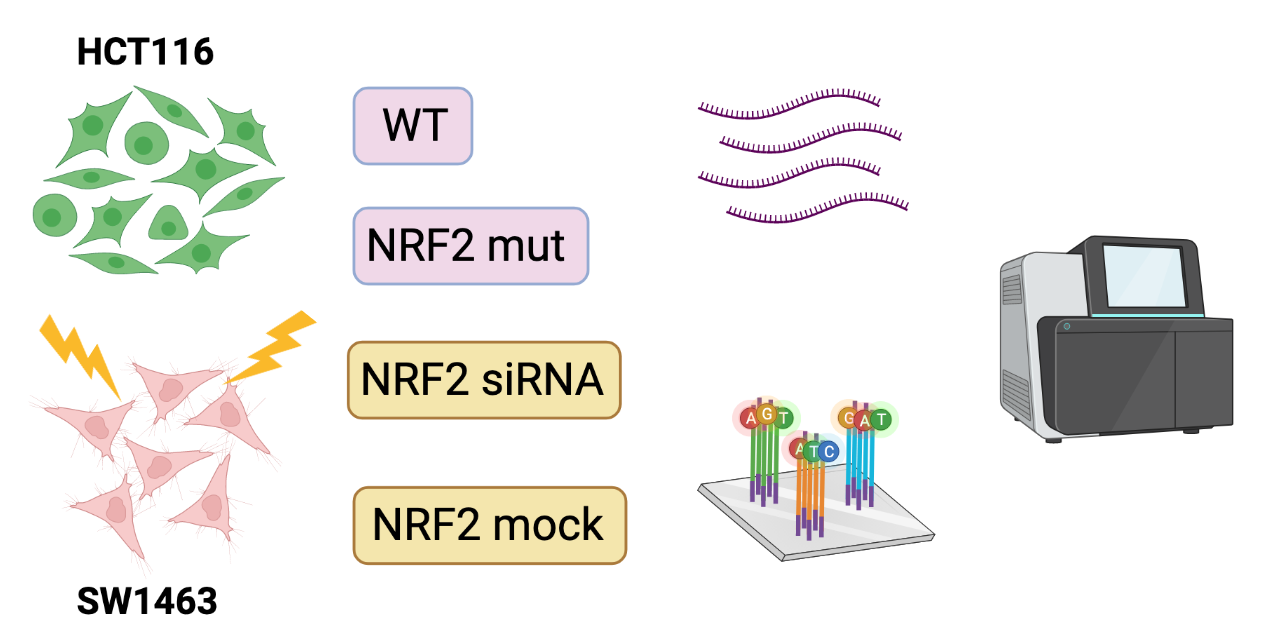 HCT116
WT
NRF2 mut
NRF2 siRNA
NRF2 mock
A G T
G A T
A T C
SW1463